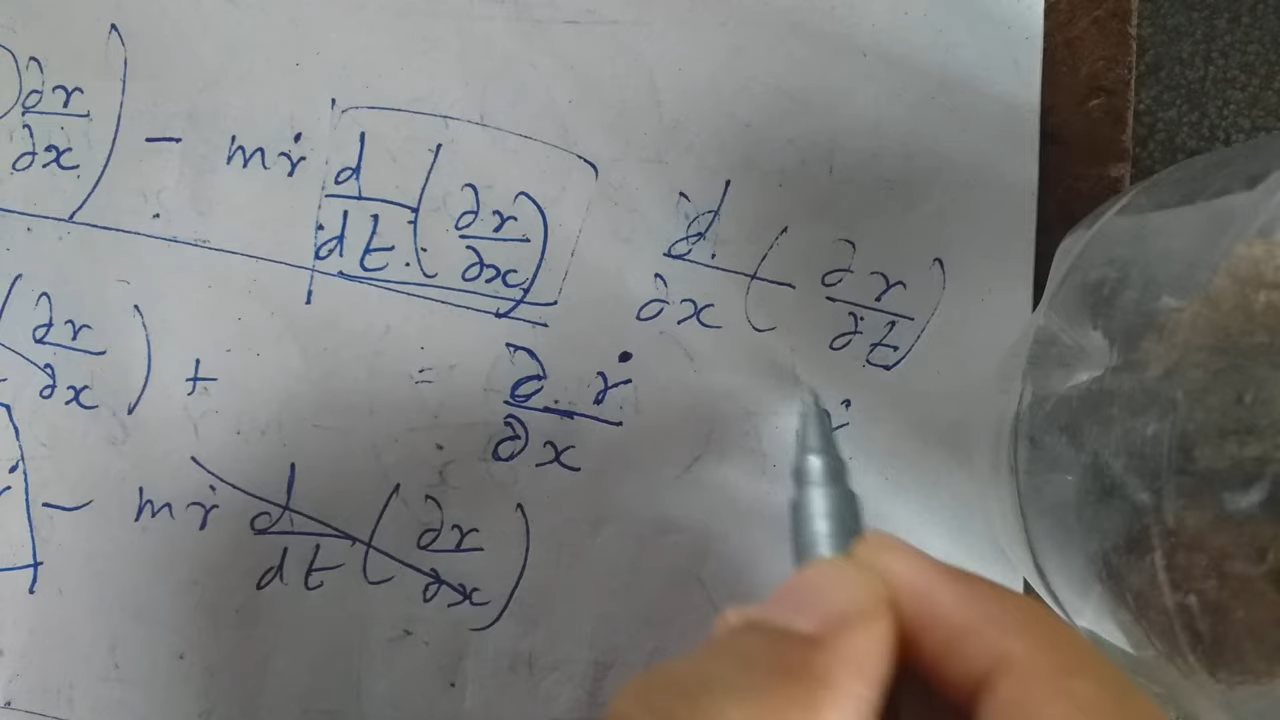 ) ∂r/∂x ) − mṙ d/dt ( ∂r/∂x ) ∂/∂x ( ∂r/∂t )
( ∂r/∂x ) + = ∂ṙ/∂x
− mṙ d/dt ( ∂r/∂x )